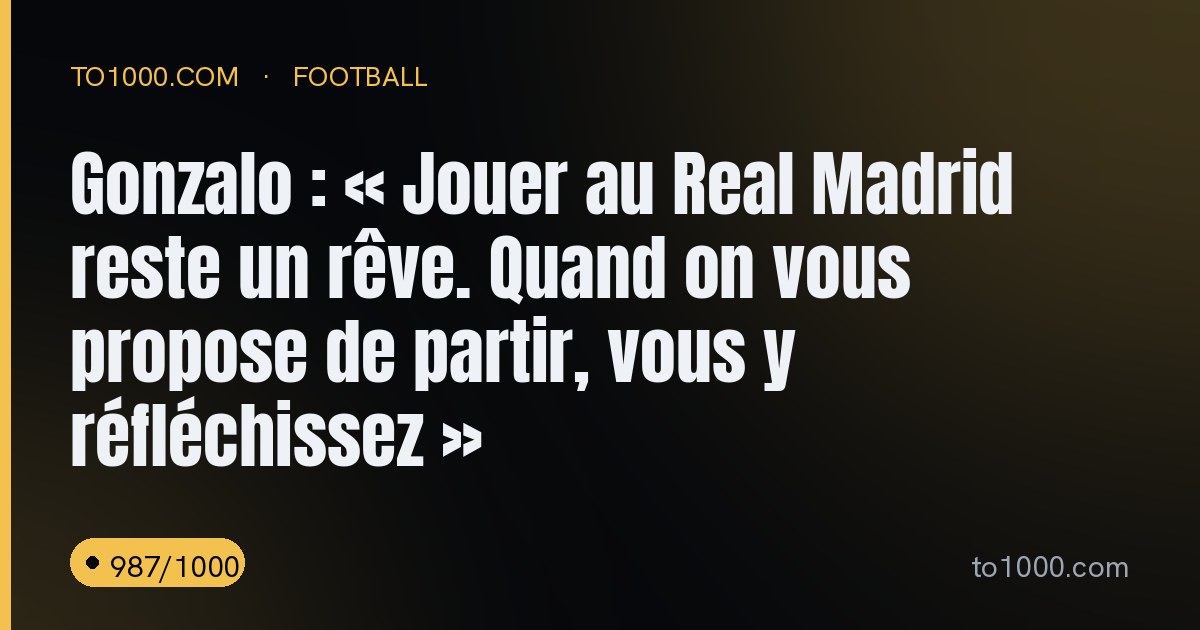 TO1000.COM · FOOTBALL
Gonzalo : « Jouer au Real Madrid
reste un rêve. Quand on vous
propose de partir, vous y
réfléchissez »
987/1000
to1000.com